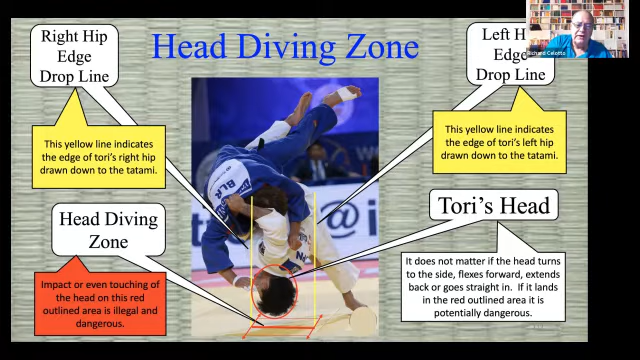 Head Diving Zone
Right Hip
Edge
Drop Line
Left
Edge
Drop Line
Richard Celotto
This yellow line indicates
the edge of tori's right hip
drawn down to the tatami.
This yellow line indicates
the edge of tori's left hip
drawn down to the tatami.
BLR
@i
Head Diving
Zone
Tori's Head
Impact or even touching of
the head on this red
outlined area is illegal and
dangerous.
It does not matter if the head turns
to the side, flexes forward, extends
back or goes straight in. If it lands
in the red outlined area it is
potentially dangerous.